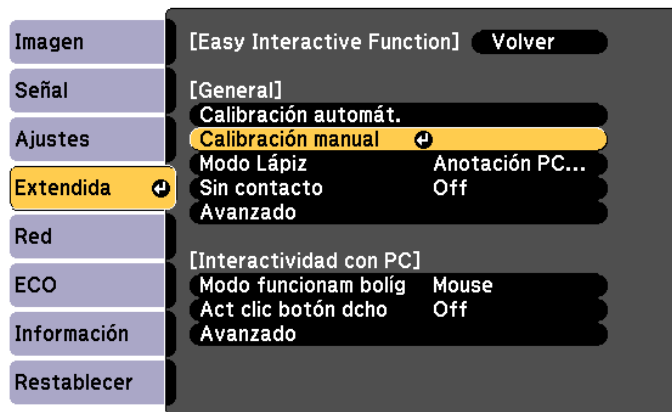 Imagen
Señal
Ajustes
Extendida
Red
ECO
Información
Restablecer
[Easy Interactive Function] Volver
[General]
Calibración automát.
Calibración manual
Modo Lápiz Anotación PC...
Sin contacto Off
Avanzado
[Interactividad con PC]
Modo funcionam bolíg Mouse
Act clic botón dcho Off
Avanzado